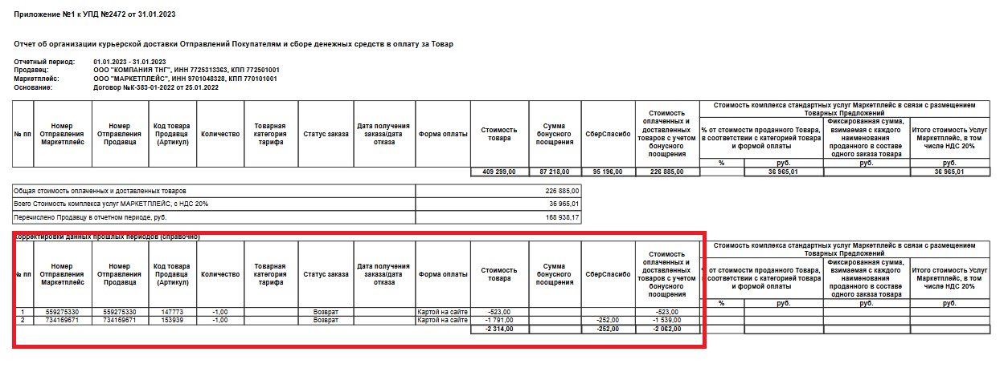 Приложение №1 к УПД №2472 от 31.01.2023
Отчет об организации курьерской доставки Отправлений Покупателям и сборе денежных средств в оплату за Товар
Отчетный период: 01.01.2023 - 31.01.2023
Продавец: ООО "КОМПАНИЯ ТНГ", ИНН 7725313363, КПП 772501001
Маркетплейс: ООО "МАРКЕТПЛЕЙС", ИНН 9701048328, КПП 770101001
Основание: Договор №К-383-01-2022 от 25.01.2022
№ пп
Номер
Отправления
Маркетплейс
Номер
Отправления
Продавца
Код товара
Продавца
(Артикул)
Количество
Товарная
категория
тарифа
Статус заказа
Дата получения
заказа/дата
отказа
Форма оплаты
Стоимость
товара
Сумма
бонусного
поощрения
СберСпасибо
Стоимость
оплаченных и
доставленных
товаров с учетом
бонусного
поощрения
Стоимость комплекса стандартных услуг Маркетплейс в связи с размещением
Товарных Предложений
% от стоимости проданного Товара,
в соответствии с категорией товара
и формой оплаты
Фиксированная сумма,
взимаемая с каждого
наименования
проданного в составе
одного заказа товара
Итого стоимость Услуг
Маркетплейс, в том
числе НДС 20%
% руб. руб. руб.
409 299,00 87 218,00 95 196,00 226 885,00 36 965,01 36 965,01
Общая стоимость оплаченных и доставленных товаров 226 885,00
Всего Стоимость комплекса услуг МАРКЕТПЛЕЙС, с НДС 20% 36 965,01
Перечислено Продавцу в отчетном периоде, руб. 168 938,17
Корректировки данных прошлых периодов (справочно)
№ пп
Номер
Отправления
Маркетплейс
Номер
Отправления
Продавца
Код товара
Продавца
(Артикул)
Количество
Товарная
категория
тарифа
Статус заказа
Дата получения
заказа/дата
отказа
Форма оплаты
Стоимость
товара
Сумма
бонусного
поощрения
СберСпасибо
Стоимость
оплаченных и
доставленных
товаров с учетом
бонусного
поощрения
Стоимость комплекса стандартных услуг Маркетплейс в связи с размещением
Товарных Предложений
% от стоимости проданного Товара,
в соответствии с категорией товара
и формой оплаты
Фиксированная сумма,
взимаемая с каждого
наименования
проданного в составе
одного заказа товара
Итого стоимость Услуг
Маркетплейс, в том
числе НДС 20%
% руб. руб. руб.
1 559275330 559275330 147773 -1,00 Возврат Картой на сайте -523,00 -523,00
2 734169671 734169671 153939 -1,00 Возврат Картой на сайте -1 791,00 -252,00 -1 539,00
-2 314,00 -252,00 -2 062,00